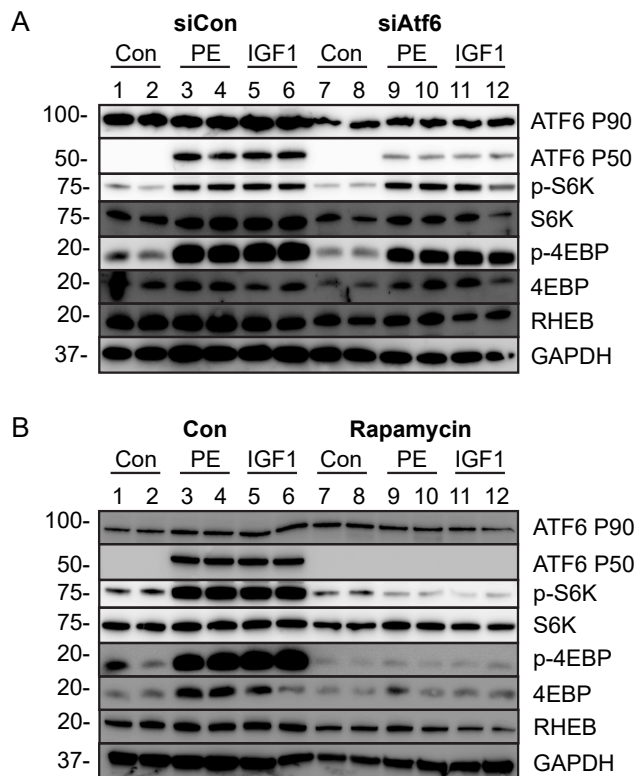 A
siCon siAtf6
Con PE IGF1 Con PE IGF1
1 2 3 4 5 6 7 8 9 10 11 12
100- ATF6 P90
50- ATF6 P50
75- p-S6K
75- S6K
20- p-4EBP
20- 4EBP
20- RHEB
37- GAPDH
B
Con Rapamycin
Con PE IGF1 Con PE IGF1
1 2 3 4 5 6 7 8 9 10 11 12
100- ATF6 P90
50- ATF6 P50
75- p-S6K
75- S6K
20- p-4EBP
20- 4EBP
20- RHEB
37- GAPDH